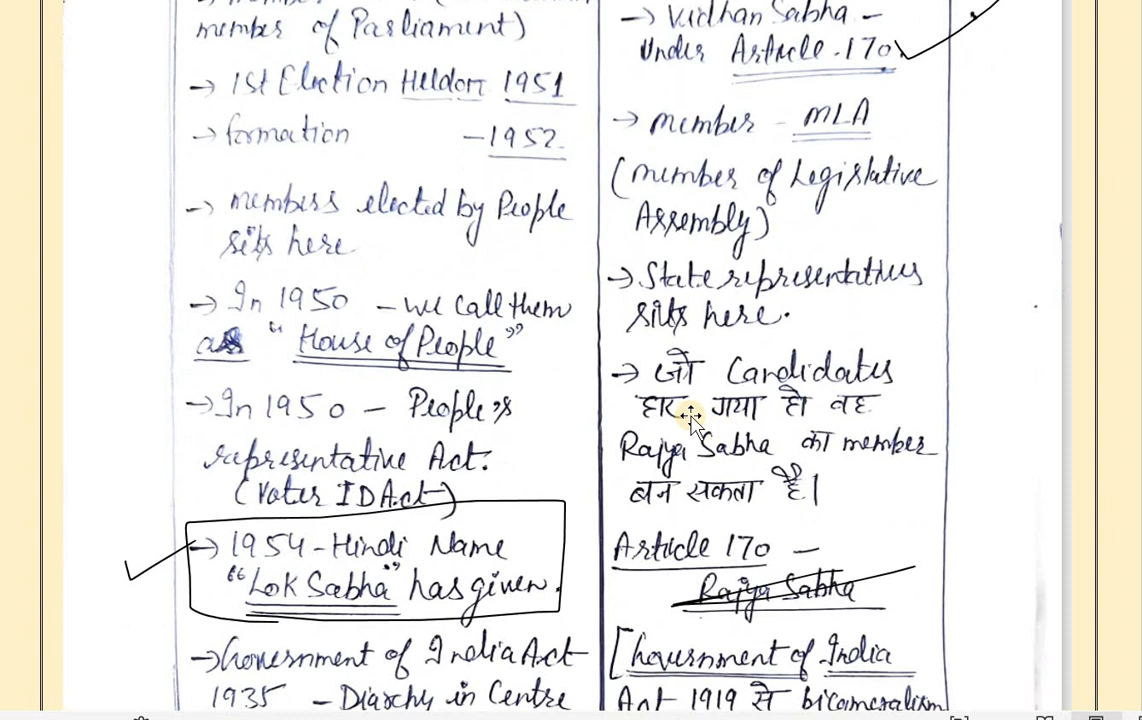 member of Parliament)
→ 1st Election Heldon 1951
→ formation - 1952.
→ members elected by People
sits here
→ In 1950 - we call them
as "House of People"
→ In 1950 - People's
representative Act.
(Voter ID Act)
→ 1954 - Hindi Name
"Lok Sabha" has given.
→ Government of India Act
1935 - Diarchy in Centre
→ Vidhan Sabha -
Under Article - 170.
→ member - MLA
(member of Legislative
Assembly)
→ State representatives
sits here.
→ जो Candidates
हार गया हो वह
Rajya Sabha का member
बन सकता है।
Article 170 -
Rajya Sabha
[Government of India
Act 1919 से bicameralism